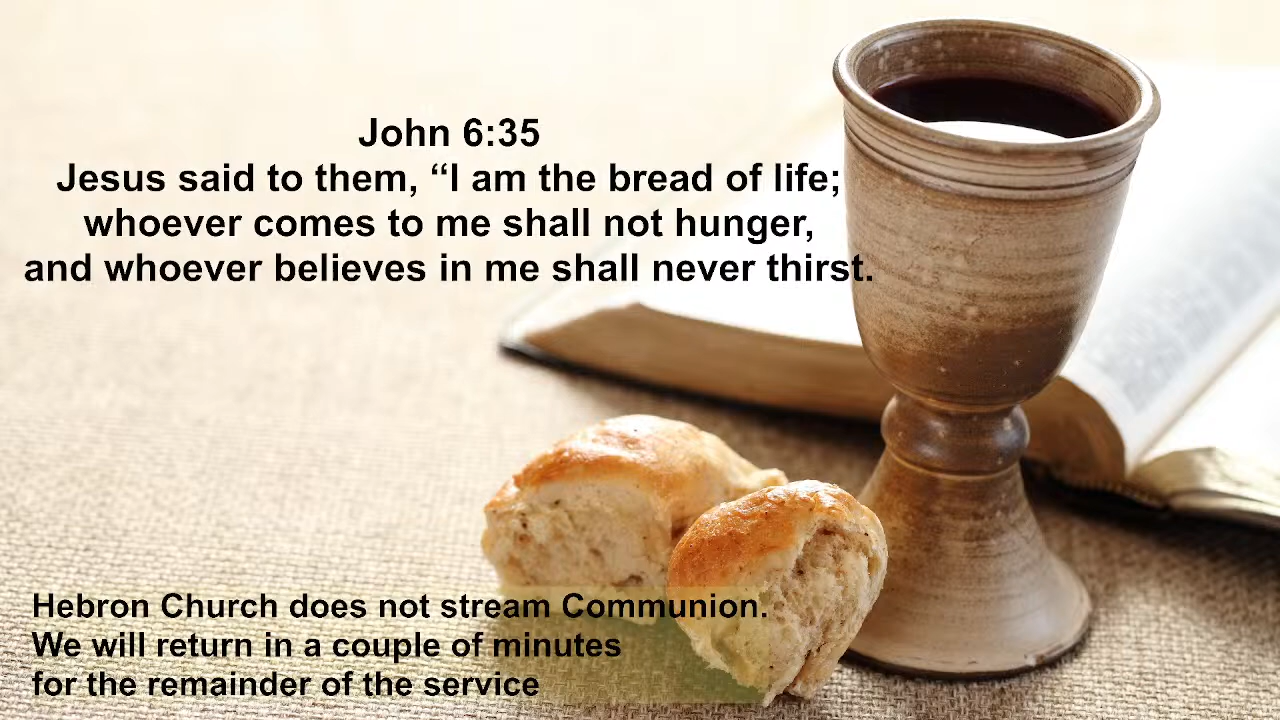 John 6:35
Jesus said to them, “I am the bread of life;
whoever comes to me shall not hunger,
and whoever believes in me shall never thirst.
Hebron Church does not stream Communion.
We will return in a couple of minutes
for the remainder of the service